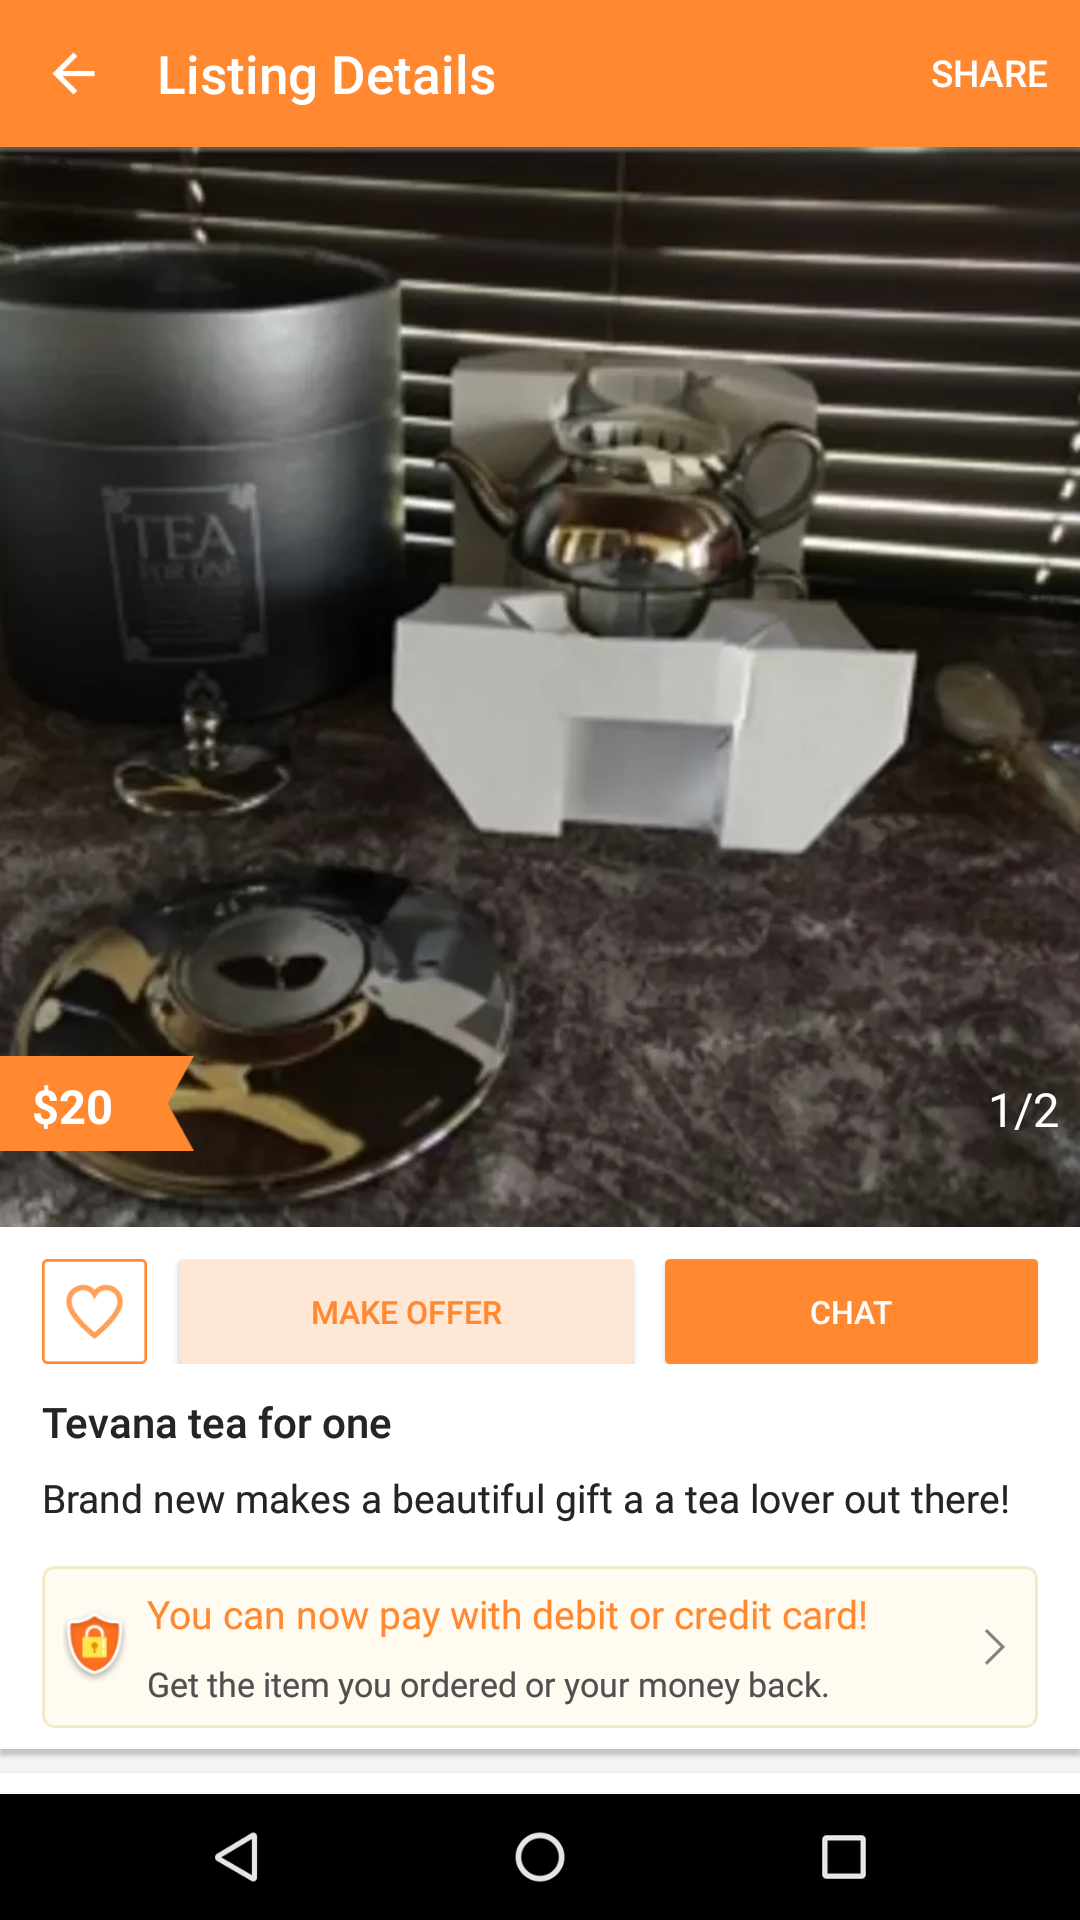 Listing Details
SHARE
TEA
FOR ONE
$20
1/2
MAKE OFFER
CHAT
Tevana tea for one
Brand new makes a beautiful gift a a tea lover out there!
You can now pay with debit or credit card!
Get the item you ordered or your money back.